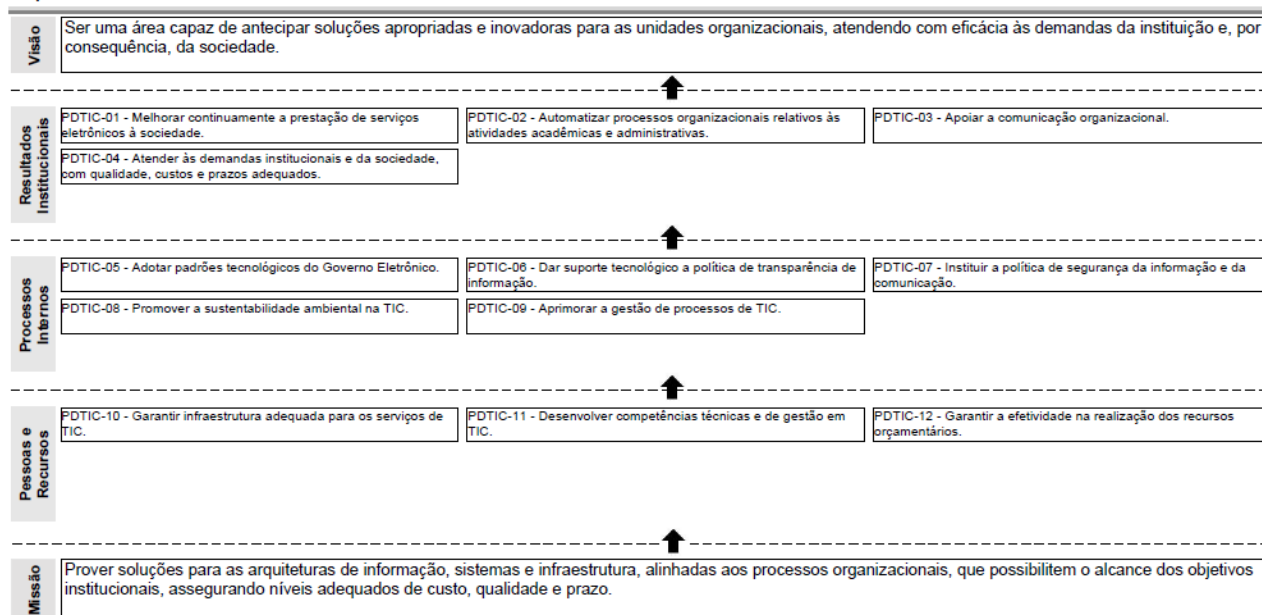 Visão
Ser uma área capaz de antecipar soluções apropriadas e inovadoras para as unidades organizacionais, atendendo com eficácia às demandas da instituição e, por
consequência, da sociedade.
Resultados
Institucionais
PDTIC-01 - Melhorar continuamente a prestação de serviços
eletrônicos à sociedade.
PDTIC-02 - Automatizar processos organizacionais relativos às
atividades acadêmicas e administrativas.
PDTIC-03 - Apoiar a comunicação organizacional.
PDTIC-04 - Atender às demandas institucionais e da sociedade,
com qualidade, custos e prazos adequados.
Processos
Internos
PDTIC-05 - Adotar padrões tecnológicos do Governo Eletrônico.
PDTIC-06 - Dar suporte tecnológico a política de transparência de
informação.
PDTIC-07 - Instituir a política de segurança da informação e da
comunicação.
PDTIC-08 - Promover a sustentabilidade ambiental na TIC.
PDTIC-09 - Aprimorar a gestão de processos de TIC.
Pessoas e
Recursos
PDTIC-10 - Garantir infraestrutura adequada para os serviços de
TIC.
PDTIC-11 - Desenvolver competências técnicas e de gestão em
TIC.
PDTIC-12 - Garantir a efetividade na realização dos recursos
orçamentários.
Missão
Prover soluções para as arquiteturas de informação, sistemas e infraestrutura, alinhadas aos processos organizacionais, que possibilitem o alcance dos objetivos
institucionais, assegurando níveis adequados de custo, qualidade e prazo.